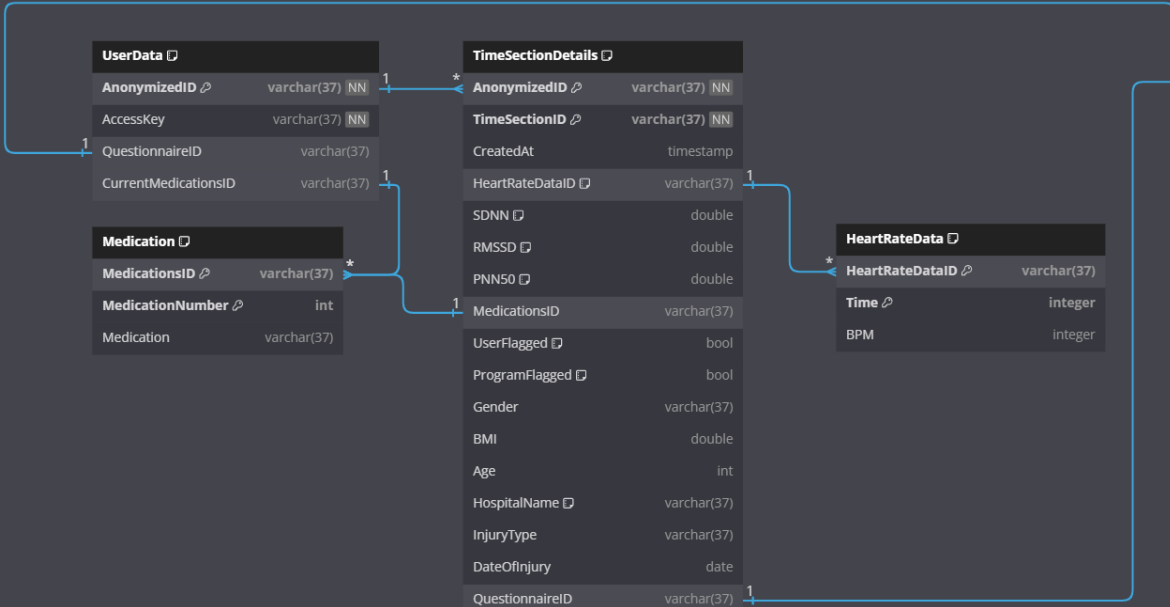 UserData
AnonymizedID varchar(37) NN
AccessKey varchar(37) NN
QuestionnaireID varchar(37)
CurrentMedicationsID varchar(37)
1
1
1
*
Medication
MedicationsID varchar(37)
MedicationNumber int
Medication varchar(37)
*
1
TimeSectionDetails
AnonymizedID varchar(37) NN
TimeSectionID varchar(37) NN
CreatedAt timestamp
HeartRateDataID varchar(37)
SDNN double
RMSSD double
PNN50 double
MedicationsID varchar(37)
UserFlagged bool
ProgramFlagged bool
Gender varchar(37)
BMI double
Age int
HospitalName varchar(37)
InjuryType varchar(37)
DateOfInjury date
QuestionnaireID varchar(37)
1
1
*
HeartRateData
HeartRateDataID varchar(37)
Time integer
BPM integer